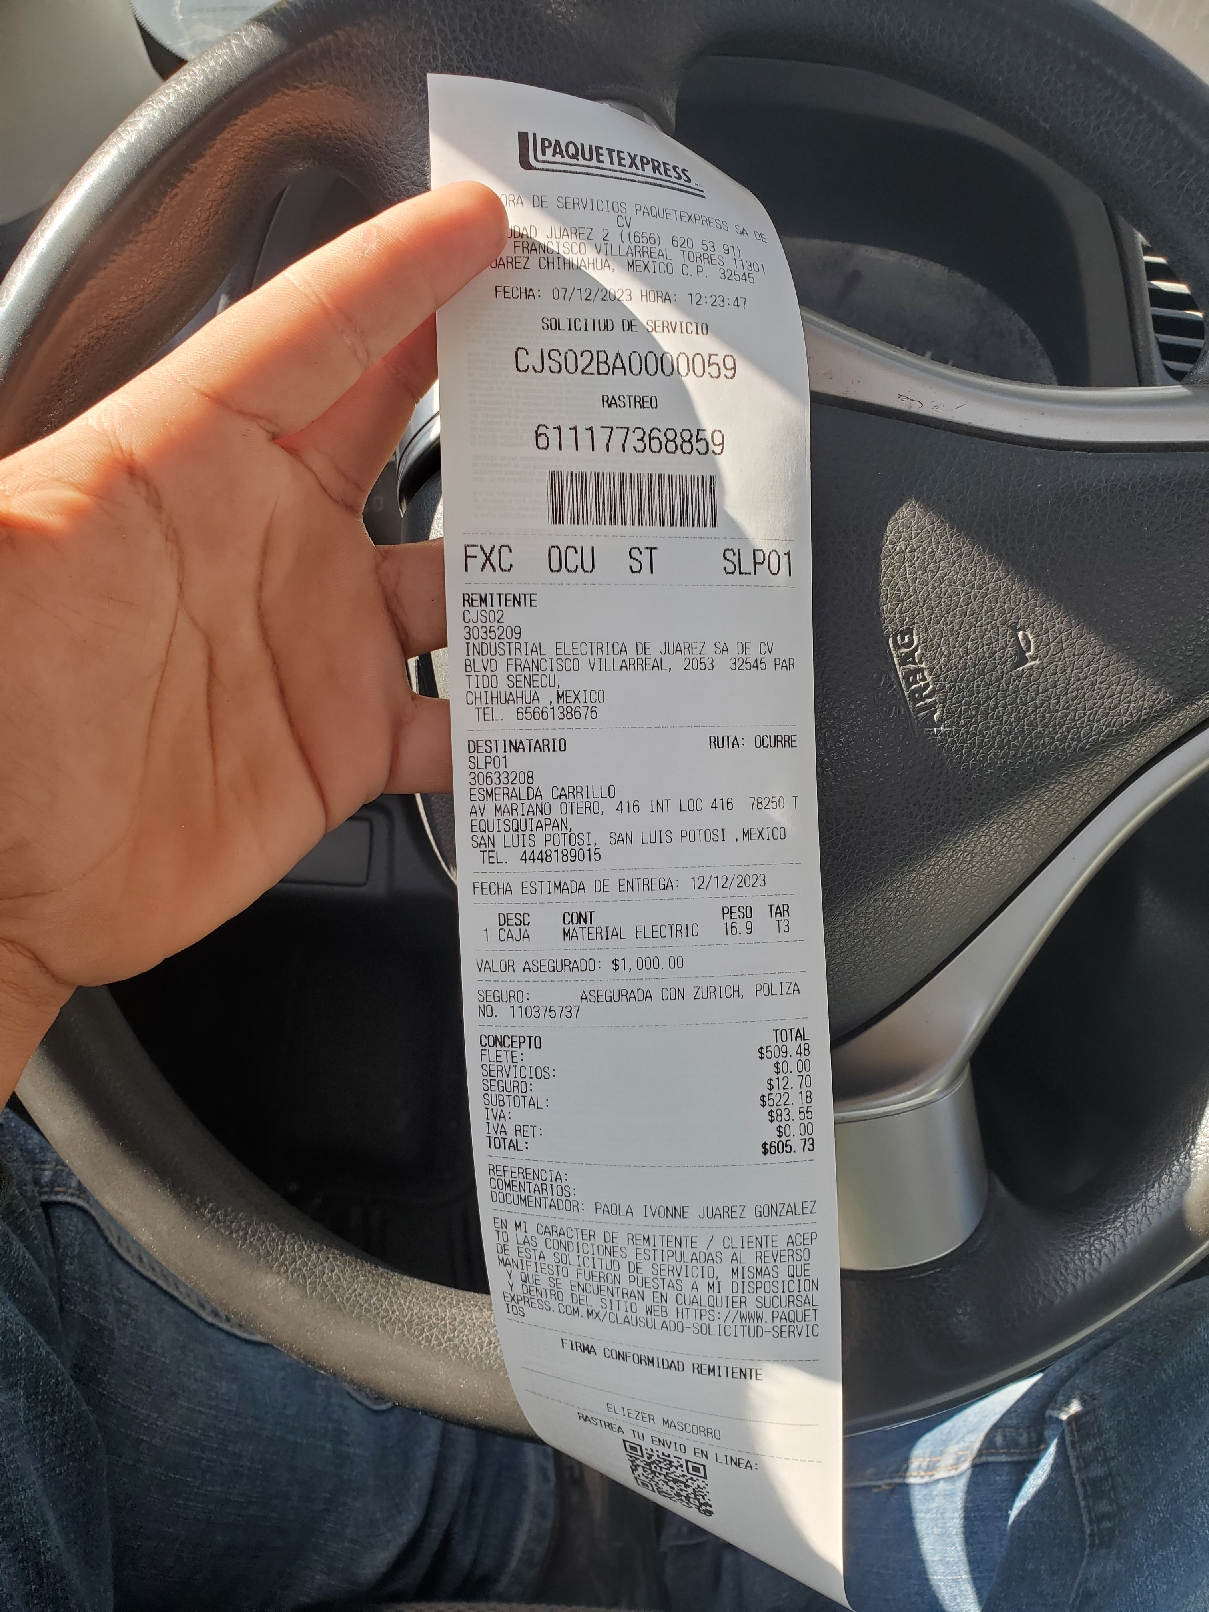 PAQUETEXPRESS
ORA DE SERVICIOS PAQUETEXPRESS SA DE
CV
UDAD JUAREZ 2 ((656) 620 53 91)
FRANCISCO VILLARREAL TORRES 11301
JAREZ CHIHUAHUA, MEXICO C.P. 32545
FECHA: 07/12/2023 HORA: 12:23:47
SOLICITUD DE SERVICIO
CJS02BA0000059
RASTREO
611177368859
FXC OCU ST SLP01
REMITENTE
CJS02
3035209
INDUSTRIAL ELECTRICA DE JUAREZ SA DE CV
BLVD FRANCISCO VILLARREAL, 2053 32545 PAR
TIDO SENECU,
CHIHUAHUA ,MEXICO
TEL. 6566138676
DESTINATARIO RUTA: OCURRE
SLP01
30633208
ESMERALDA CARRILLO
AV MARIANO OTERO, 416 INT LOC 416 78250 T
EQUISQUIAPAN,
SAN LUIS POTOSI, SAN LUIS POTOSI ,MEXICO
TEL. 4448189015
FECHA ESTIMADA DE ENTREGA: 12/12/2023
DESC CONT PESO TAR
1 CAJA MATERIAL ELECTRIC 16.9 T3
VALOR ASEGURADO: $1,000.00
SEGURO: ASEGURADA CON ZURICH, POLIZA
NO. 110375737
CONCEPTO TOTAL
FLETE: $509.48
SERVICIOS: $0.00
SEGURO: $12.70
SUBTOTAL: $522.18
IVA: $83.55
IVA RET: $0.00
TOTAL: $605.73
REFERENCIA:
COMENTARIOS:
DOCUMENTADOR: PAOLA IVONNE JUAREZ GONZALEZ
EN MI CARACTER DE REMITENTE / CLIENTE ACEP
TO LAS CONDICIONES ESTIPULADAS AL REVERSO
DE ESTA SOLICITUD DE SERVICIO, MISMAS QUE
MANIFIESTO FUERON PUESTAS A MI DISPOSICION
Y QUE SE ENCUENTRAN EN CUALQUIER SUCURSAL
Y DENTRO DEL SITIO WEB HTTPS://WWW.PAQUET
EXPRESS.COM.MX/CLAUSULADO-SOLICITUD-SERVIC
IOS
FIRMA CONFORMIDAD REMITENTE
ELIEZER MASCORRO
RASTREA TU ENVIO EN LINEA:
AIRBAG